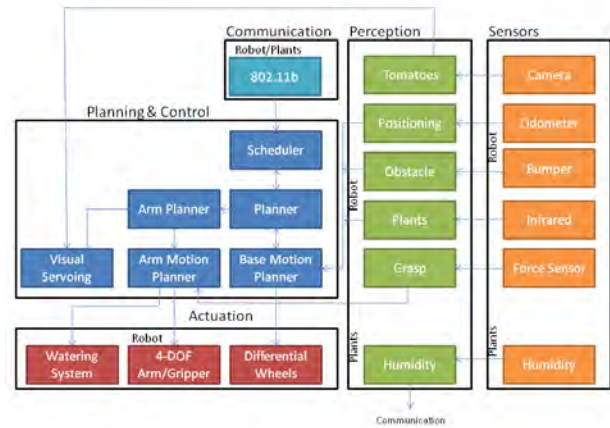 Communication
Robot/Plants
802.11b
Perception
Sensors
Tomatoes
Camera
Planning & Control
Positioning
Odometer
Scheduler
Obstacle
Robot
Robot
Bumper
Arm Planner
Planner
Plants
Infrared
Visual
Servoing
Arm Motion
Planner
Base Motion
Planner
Grasp
Force Sensor
Actuation
Robot
Watering
System
4-DOF
Arm/Gripper
Differential
Wheels
Plants
Humidity
Plants
Humidity
Communication